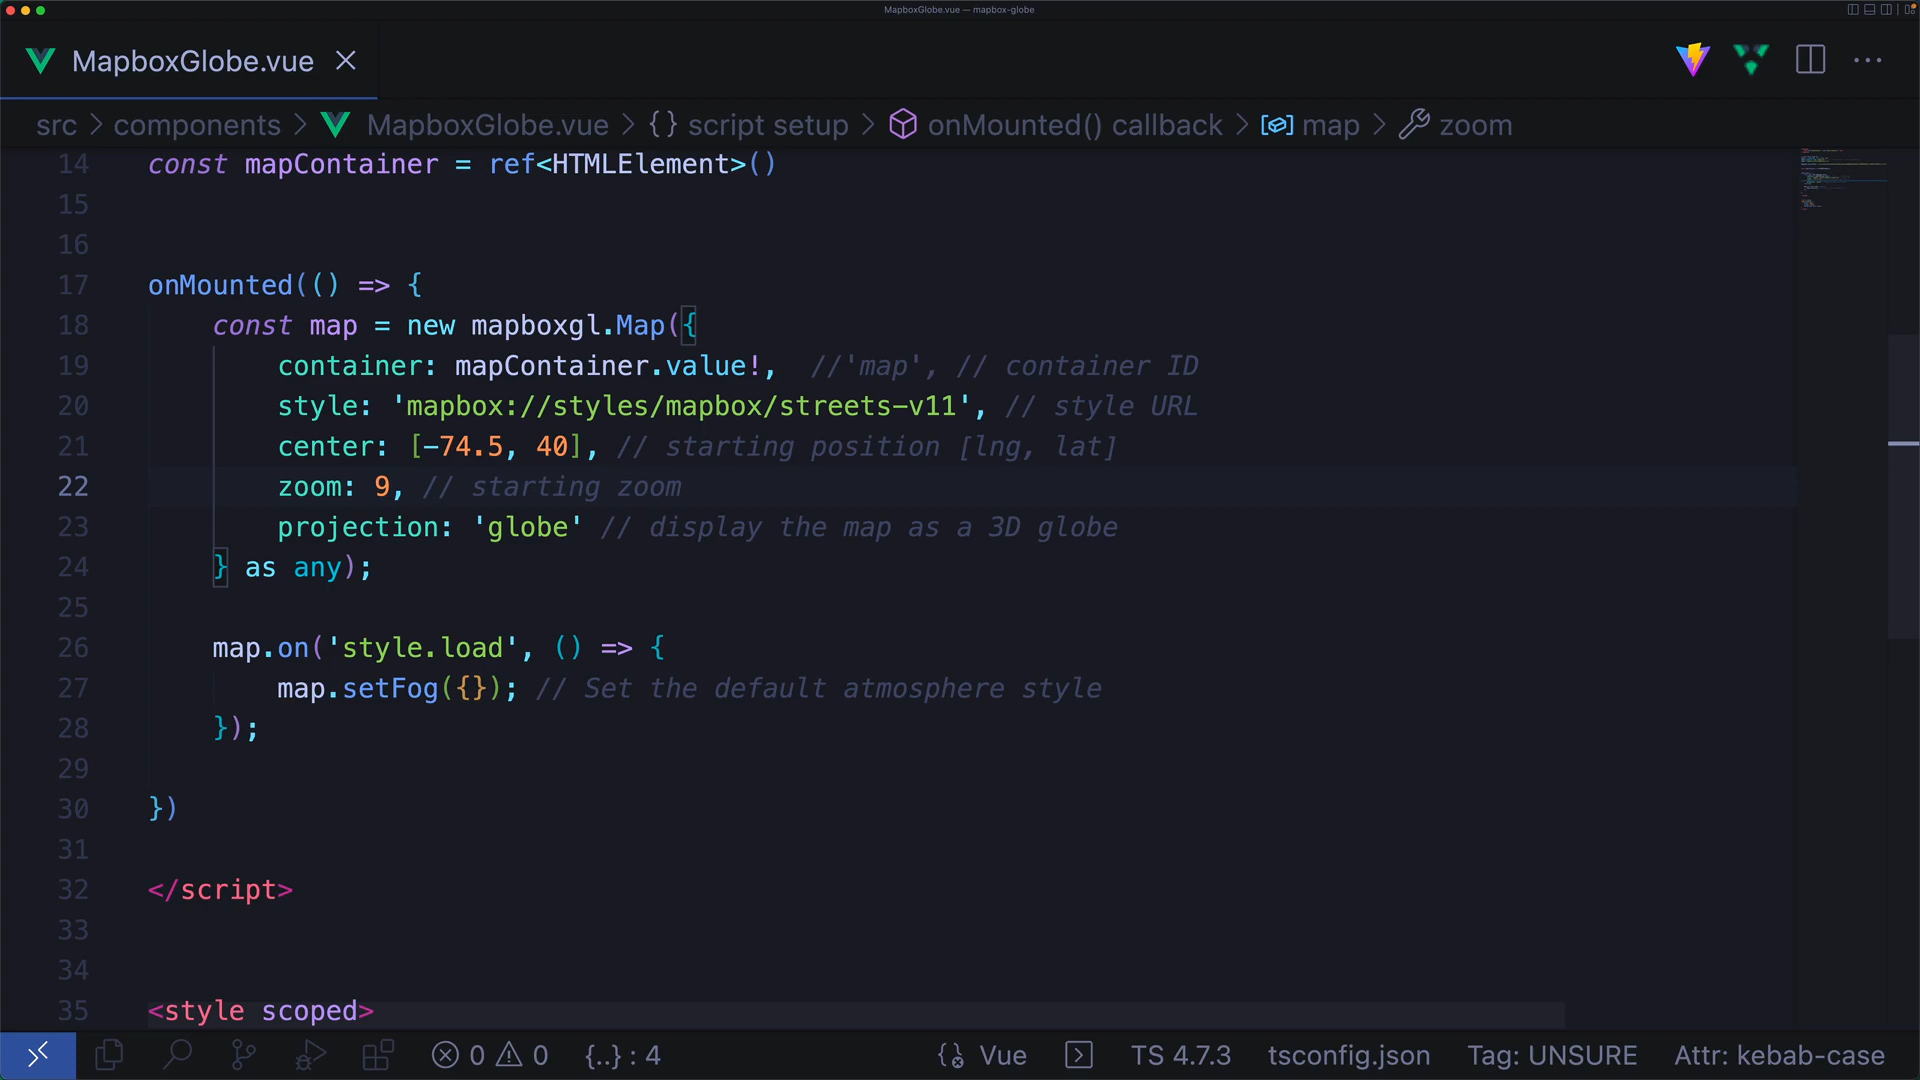 MapboxGlobe.vue — mapbox-globe
MapboxGlobe.vue
src > components > MapboxGlobe.vue > {} script setup > onMounted() callback > map > zoom
14 const mapContainer = ref<HTMLElement>()
15
16
17 onMounted(() => {
18 const map = new mapboxgl.Map({
19 container: mapContainer.value!, //'map', // container ID
20 style: 'mapbox://styles/mapbox/streets-v11', // style URL
21 center: [-74.5, 40], // starting position [lng, lat]
22 zoom: 9, // starting zoom
23 projection: 'globe' // display the map as a 3D globe
24 } as any);
25
26 map.on('style.load', () => {
27 map.setFog({}); // Set the default atmosphere style
28 });
29
30 })
31
32 </script>
33
34
35 <style scoped>
0 0 {..} : 4 Vue TS 4.7.3 tsconfig.json Tag: UNSURE Attr: kebab-case